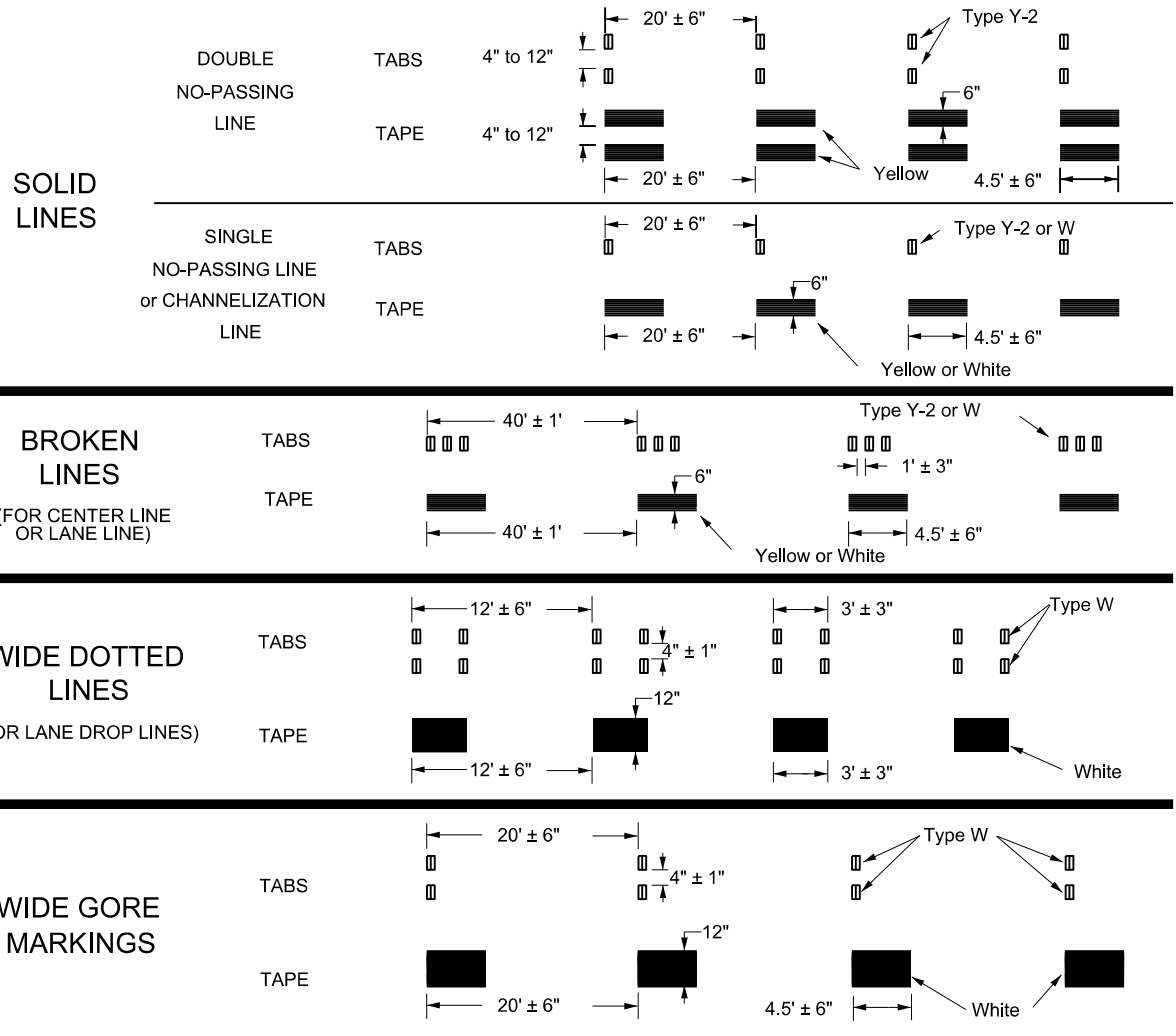 SOLID
LINES
DOUBLE
NO-PASSING
LINE
TABS
4" to 12"
20' ± 6"
Type Y-2
TAPE
4" to 12"
6"
Yellow
20' ± 6"
4.5' ± 6"
SINGLE
NO-PASSING LINE
or CHANNELIZATION
LINE
TABS
20' ± 6"
Type Y-2 or W
TAPE
6"
20' ± 6"
4.5' ± 6"
Yellow or White
BROKEN
LINES
(FOR CENTER LINE
OR LANE LINE)
TABS
40' ± 1'
Type Y-2 or W
1' ± 3"
TAPE
6"
40' ± 1'
4.5' ± 6"
Yellow or White
WIDE DOTTED
LINES
OR LANE DROP LINES)
TABS
12' ± 6"
3' ± 3"
Type W
4" ± 1"
TAPE
12"
12' ± 6"
3' ± 3"
White
WIDE GORE
MARKINGS
TABS
20' ± 6"
Type W
4" ± 1"
TAPE
12"
20' ± 6"
4.5' ± 6"
White